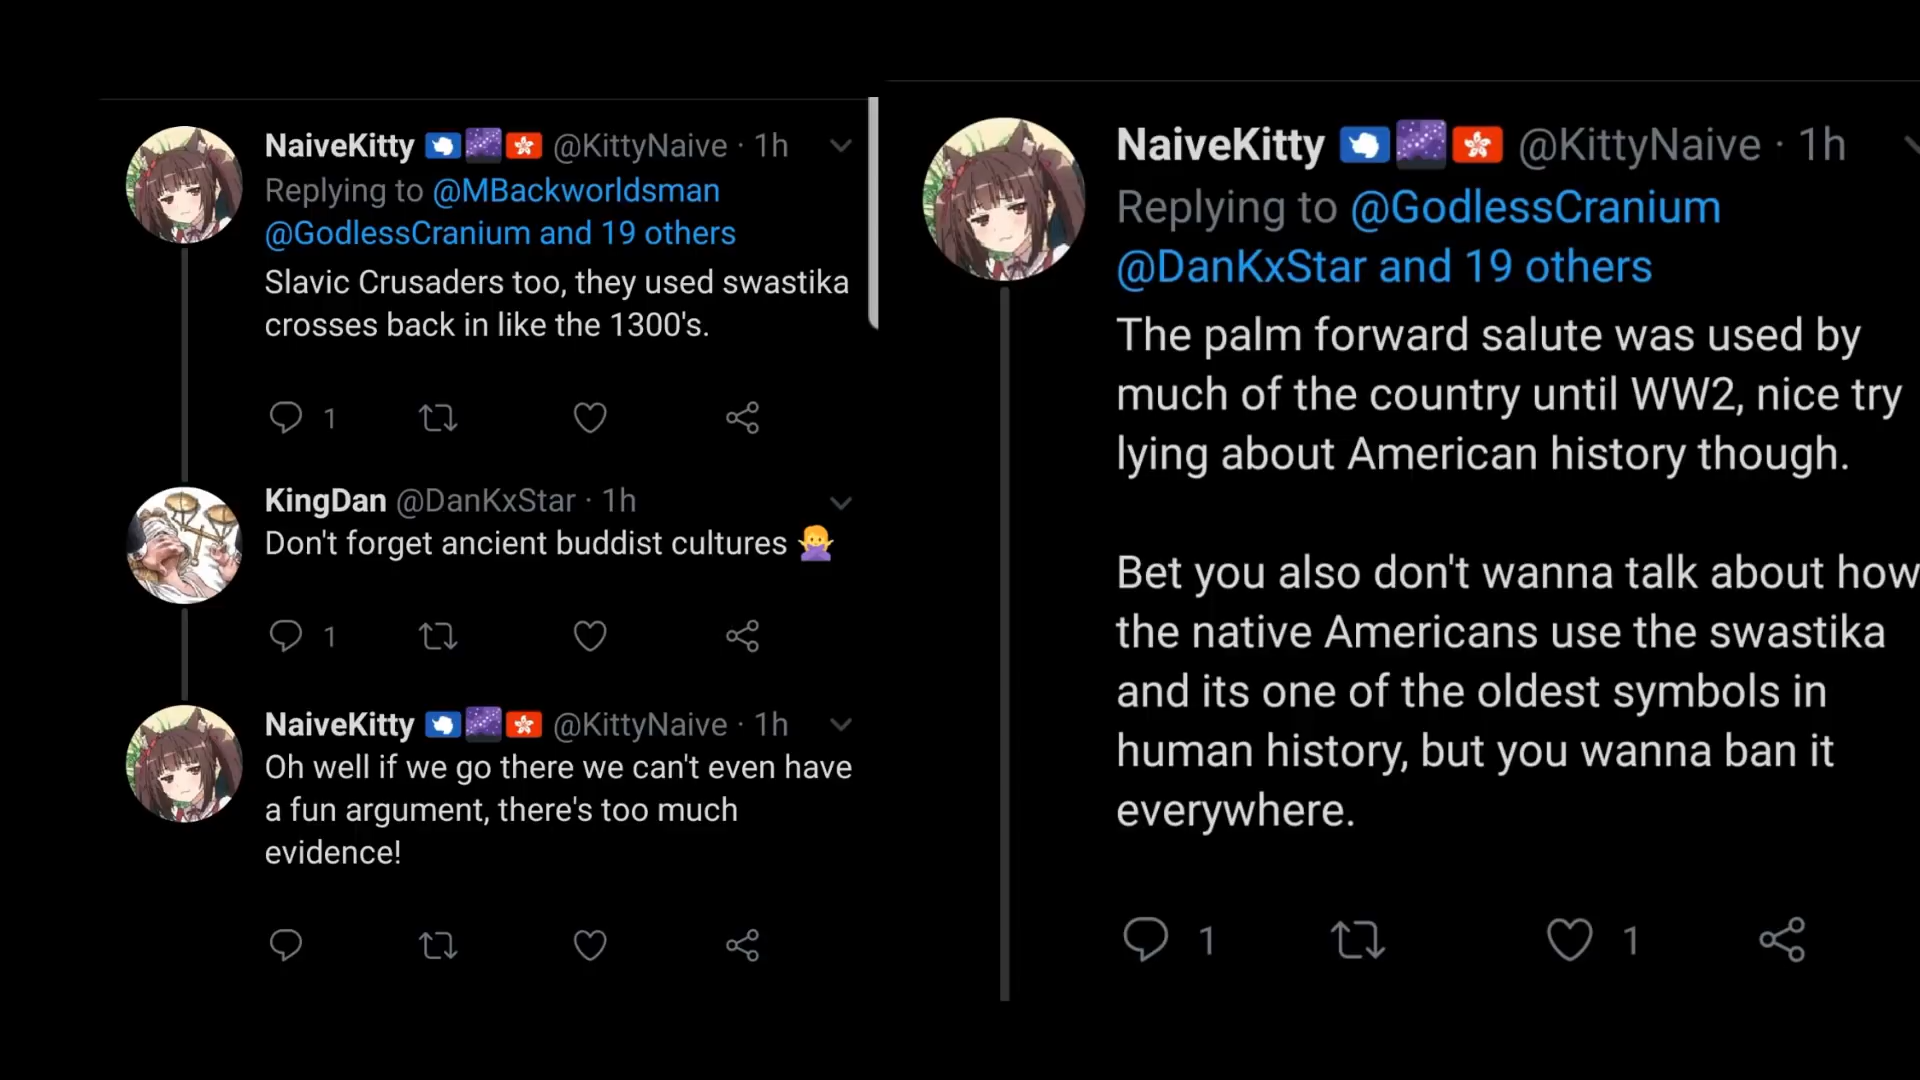 NaiveKitty 🇦🇶🌌🇭🇰 @KittyNaive · 1h
Replying to @MBackworldsman
@GodlessCranium and 19 others
Slavic Crusaders too, they used swastika
crosses back in like the 1300's.
1
KingDan @DanKxStar · 1h
Don't forget ancient buddist cultures 🙅
1
NaiveKitty 🇦🇶🌌🇭🇰 @KittyNaive · 1h
Oh well if we go there we can't even have
a fun argument, there's too much
evidence!
NaiveKitty 🇦🇶🌌🇭🇰 @KittyNaive · 1h
Replying to @GodlessCranium
@DanKxStar and 19 others
The palm forward salute was used by
much of the country until WW2, nice try
lying about American history though.
Bet you also don't wanna talk about how
the native Americans use the swastika
and its one of the oldest symbols in
human history, but you wanna ban it
everywhere.
1 1